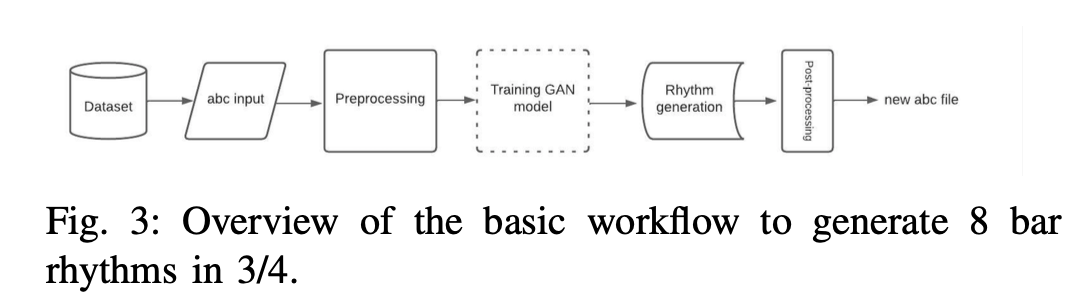 Dataset
abc input
Preprocessing
Training GAN
model
Rhythm
generation
Post-processing
new abc file
Fig. 3: Overview of the basic workflow to generate 8 bar
rhythms in 3/4.